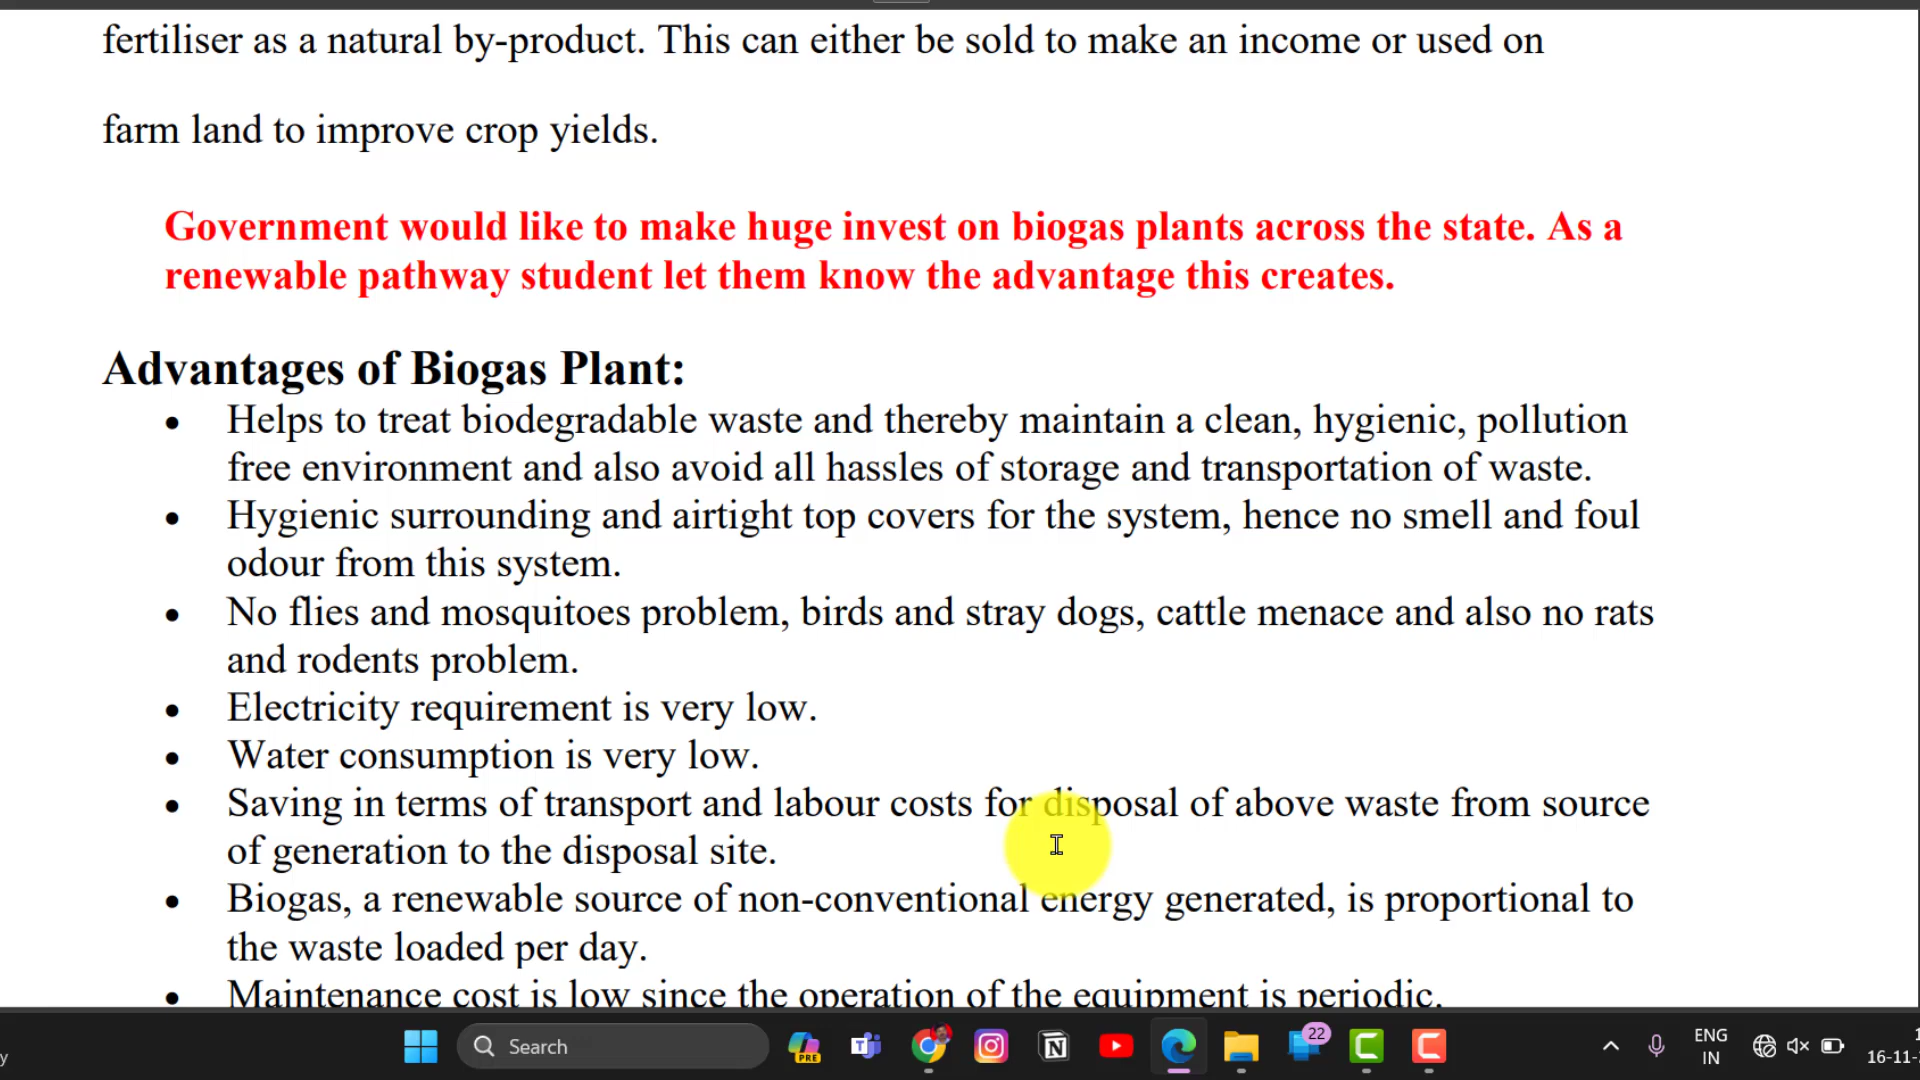 fertiliser as a natural by-product. This can either be sold to make an income or used on
farm land to improve crop yields.
Government would like to make huge invest on biogas plants across the state. As a
renewable pathway student let them know the advantage this creates.
Advantages of Biogas Plant:
• Helps to treat biodegradable waste and thereby maintain a clean, hygienic, pollution
free environment and also avoid all hassles of storage and transportation of waste.
• Hygienic surrounding and airtight top covers for the system, hence no smell and foul
odour from this system.
• No flies and mosquitoes problem, birds and stray dogs, cattle menace and also no rats
and rodents problem.
• Electricity requirement is very low.
• Water consumption is very low.
• Saving in terms of transport and labour costs for disposal of above waste from source
of generation to the disposal site.
• Biogas, a renewable source of non-conventional energy generated, is proportional to
the waste loaded per day.
• Maintenance cost is low since the operation of the equipment is periodic.
y
Search
PRE
22
ENG
IN
16-11-